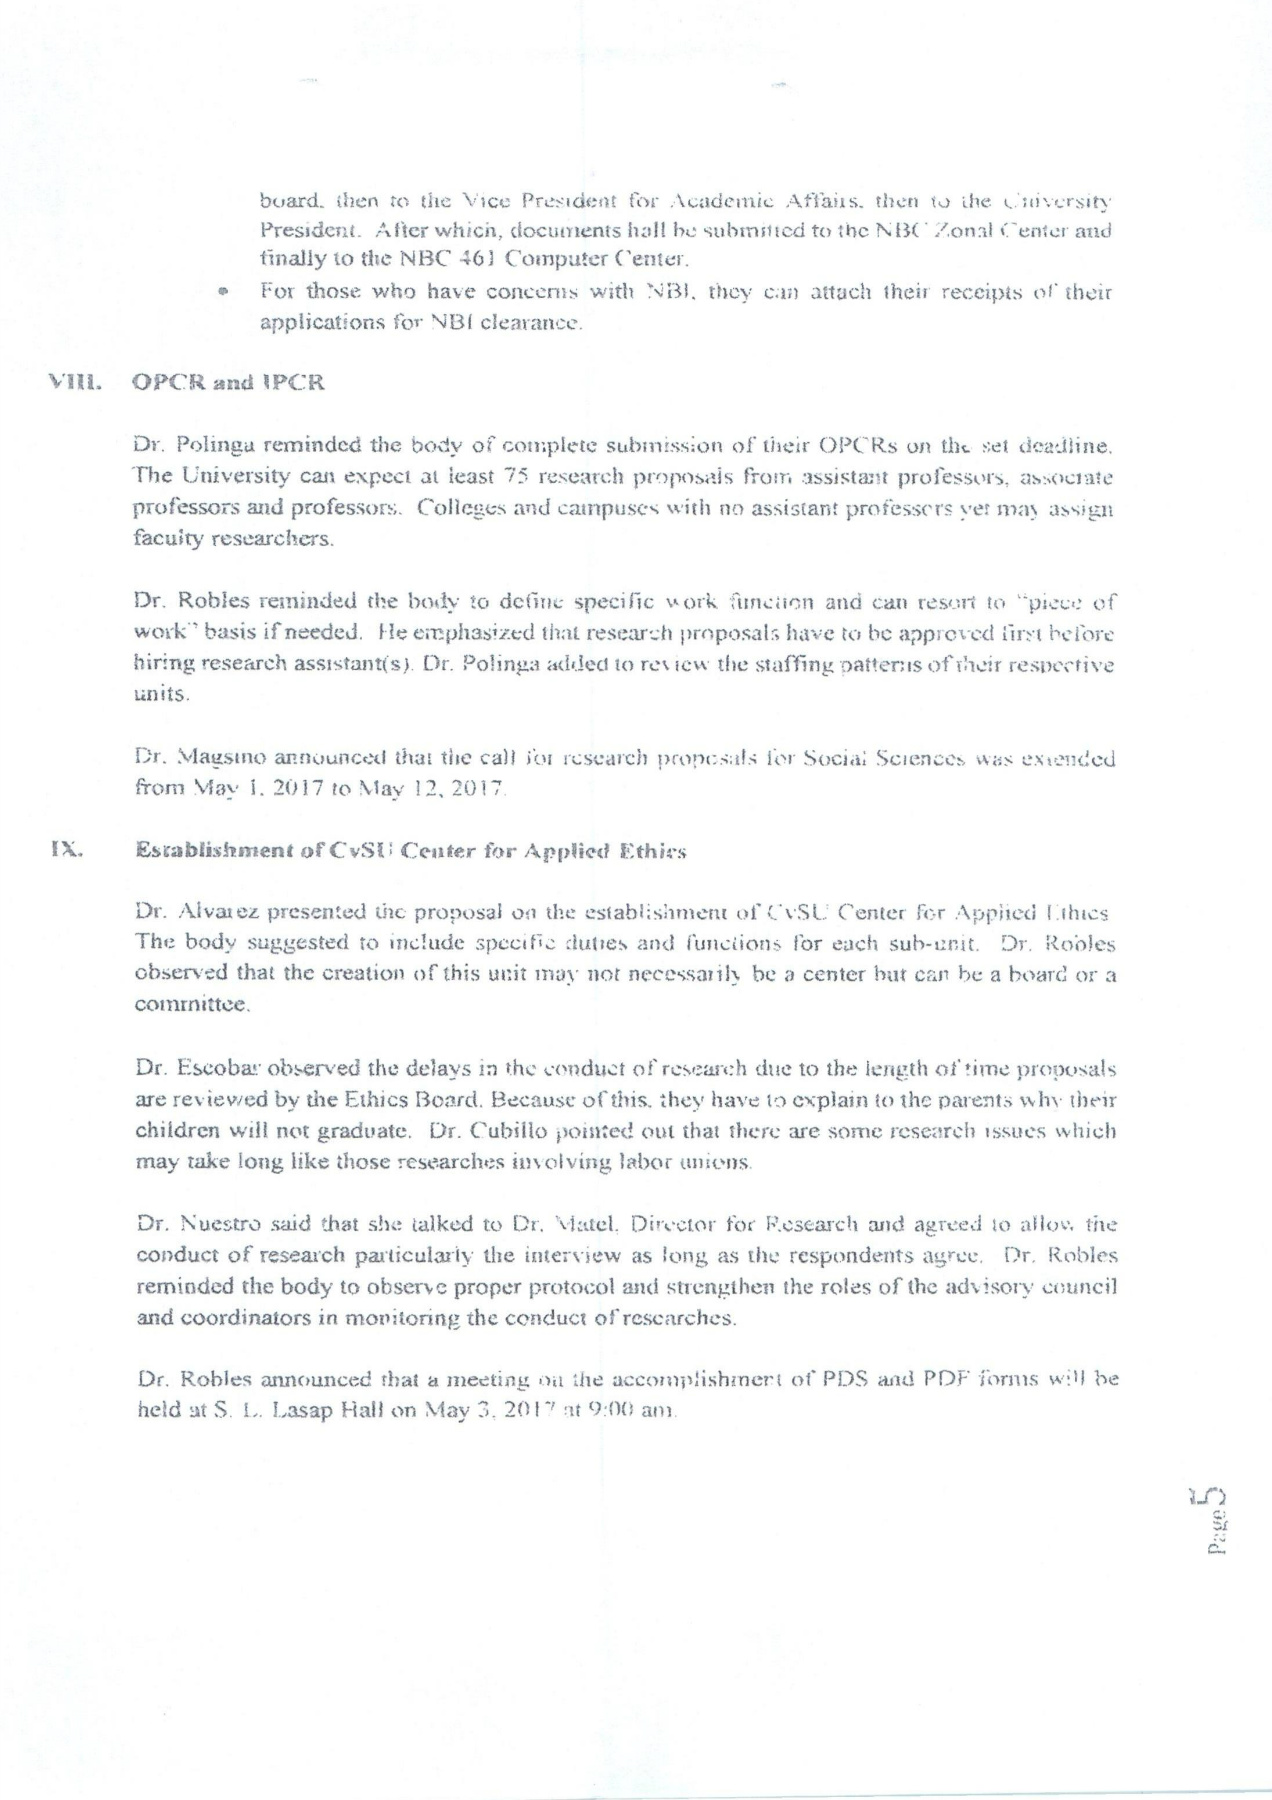 board, then to the Vice President for Academic Affairs, then to the University
President. After which, documents hall be submitted to the NBC Zonal Center and
finally to the NBC 461 Computer Center.
• For those who have concerns with NBI, they can attach their receipts of their
applications for NBI clearance.
VIII. OPCR and IPCR
Dr. Polinga reminded the body of complete submission of their OPCRs on the set deadline.
The University can expect at least 75 research proposals from assistant professors, associate
professors and professors. Colleges and campuses with no assistant professors yet may assign
faculty researchers.
Dr. Robles reminded the body to define specific work function and can resort to "piece of
work" basis if needed. He emphasized that research proposals have to be approved first before
hiring research assistant(s). Dr. Polinga added to review the staffing patterns of their respective
units.
Dr. Magsino announced that the call for research proposals for Social Sciences was extended
from May 1, 2017 to May 12, 2017.
IX. Establishment of CvSU Center for Applied Ethics
Dr. Alvarez presented the proposal on the establishment of CvSU Center for Applied Ethics
The body suggested to include specific duties and functions for each sub-unit. Dr. Robles
observed that the creation of this unit may not necessarily be a center but can be a board or a
committee.
Dr. Escobar observed the delays in the conduct of research due to the length of time proposals
are reviewed by the Ethics Board. Because of this, they have to explain to the parents why their
children will not graduate. Dr. Cubillo pointed out that there are some research issues which
may take long like those researches involving labor unions.
Dr. Nuestro said that she talked to Dr. Matel, Director for Research and agreed to allow the
conduct of research particularly the interview as long as the respondents agree. Dr. Robles
reminded the body to observe proper protocol and strengthen the roles of the advisory council
and coordinators in monitoring the conduct of researches.
Dr. Robles announced that a meeting on the accomplishment of PDS and PDF forms will be
held at S. L. Lasap Hall on May 3, 2017 at 9:00 am.
Page 5